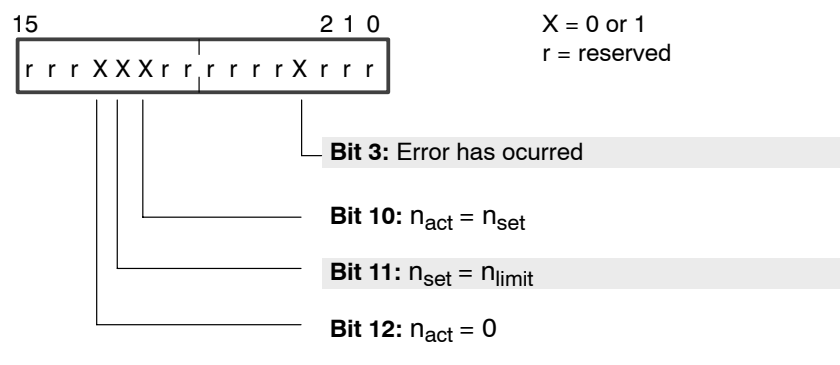 15 2 1 0 X = 0 or 1
r = reserved
r r r X X X r r r r r r X r r r
Bit 3: Error has ocurred
Bit 10: nact = nset
Bit 11: nset = nlimit
Bit 12: nact = 0